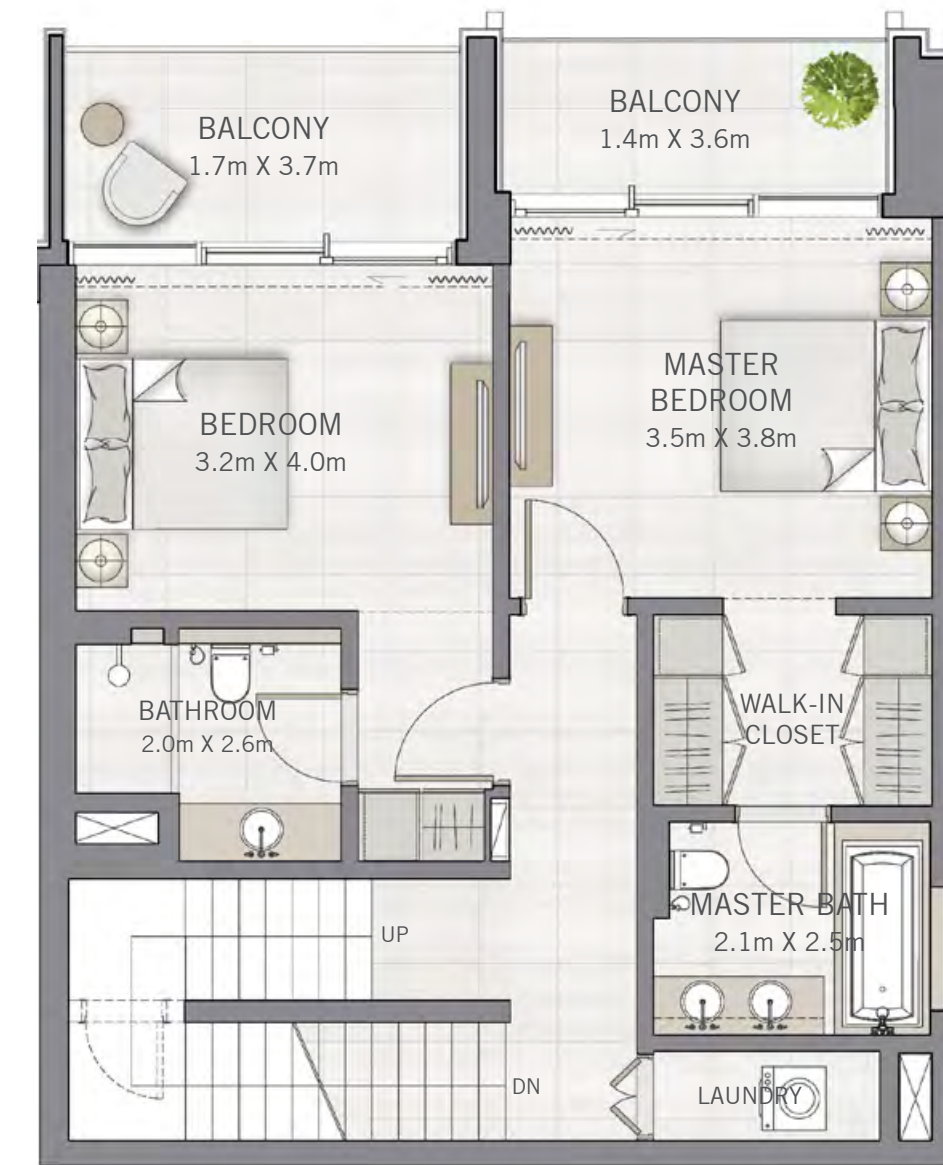 BALCONY
1.7m X 3.7m
BALCONY
1.4m X 3.6m
BEDROOM
3.2m X 4.0m
MASTER
BEDROOM
3.5m X 3.8m
BATHROOM
2.0m X 2.6m
WALK-IN
CLOSET
MASTER BATH
2.1m X 2.5m
UP
DN
LAUNDRY